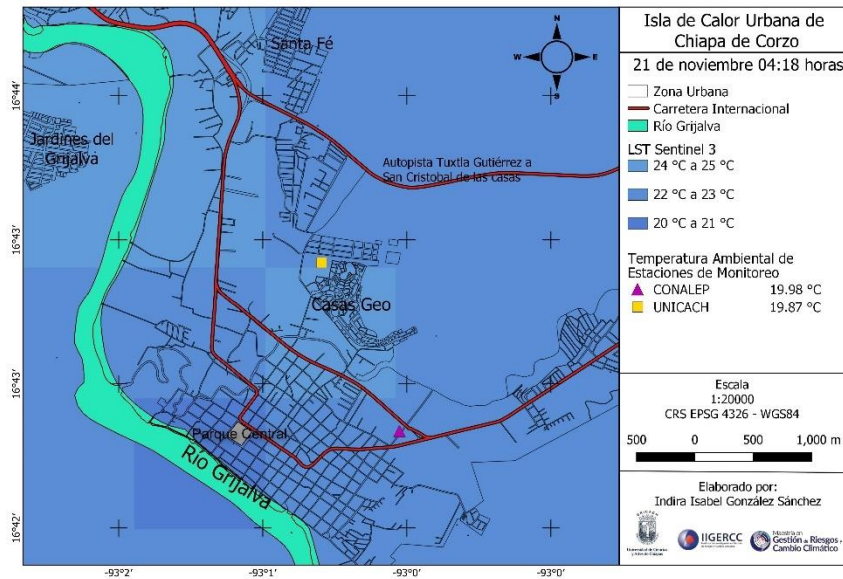 Isla de Calor Urbana de
Chiapa de Corzo
21 de noviembre 04:18 horas
Zona Urbana
Carretera Internacional
Río Grijalva
LST Sentinel 3
24 °C a 25 °C
22 °C a 23 °C
20 °C a 21 °C
Temperatura Ambiental de
Estaciones de Monitoreo
CONALEP 19.98 °C
UNICACH 19.87 °C
Escala
1:20000
CRS EPSG 4326 - WGS84
500 0 500 1,000 m
Elaborado por:
Indira Isabel González Sánchez
IIGERCC
Maestría en
Gestión de Riesgos y
Cambio Climático
N
W E
S
Santa Fé
Jardines del
Grijalva
Autopista Tuxtla Gutiérrez a
San Cristobal de las casas
Casas Geo
Parque Central
Río Grijalva
16°44'
16°43'
16°43'
16°42'
-93°2' -93°1' -93°0' -93°0'